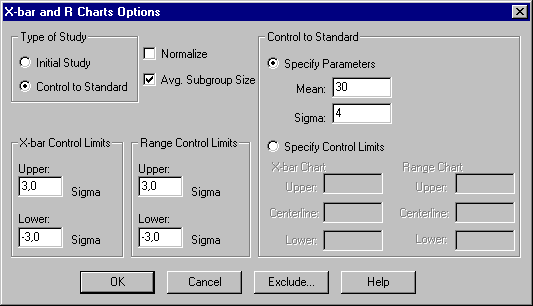 X-bar and R Charts Options
Type of Study
Initial Study
Control to Standard
Normalize
Avg. Subgroup Size
X-bar Control Limits
Upper:
3,0 Sigma
Lower:
-3,0 Sigma
Range Control Limits
Upper:
3,0 Sigma
Lower:
-3,0 Sigma
Control to Standard
Specify Parameters
Mean: 30
Sigma: 4
Specify Control Limits
X-bar Chart
Upper:
Centerline:
Lower:
Range Chart
Upper:
Centerline:
Lower:
OK
Cancel
Exclude...
Help